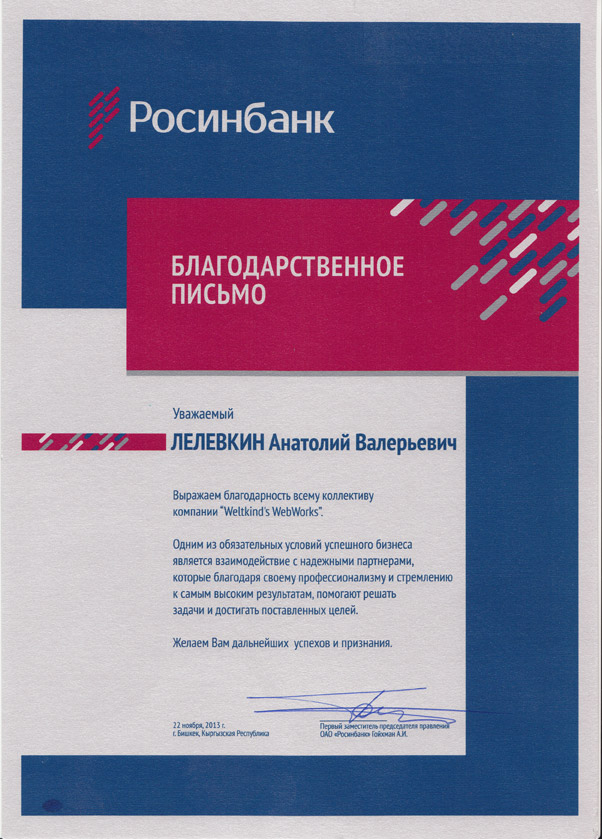 Росинбанк
БЛАГОДАРСТВЕННОЕ
ПИСЬМО
Уважаемый
ЛЕЛЕВКИН Анатолий Валерьевич
Выражаем благодарность всему коллективу
компании “Weltkind's WebWorks”.
Одним из обязательных условий успешного бизнеса
является взаимодействие с надежными партнерами,
которые благодаря своему профессионализму и стремлению
к самым высоким результатам, помогают решать
задачи и достигать поставленных целей.
Желаем Вам дальнейших успехов и признания.
22 ноября, 2013 г.
г. Бишкек, Кыргызская Республика
Первый заместитель председателя правления
ОАО «Росинбанк» Гойхман А.И.